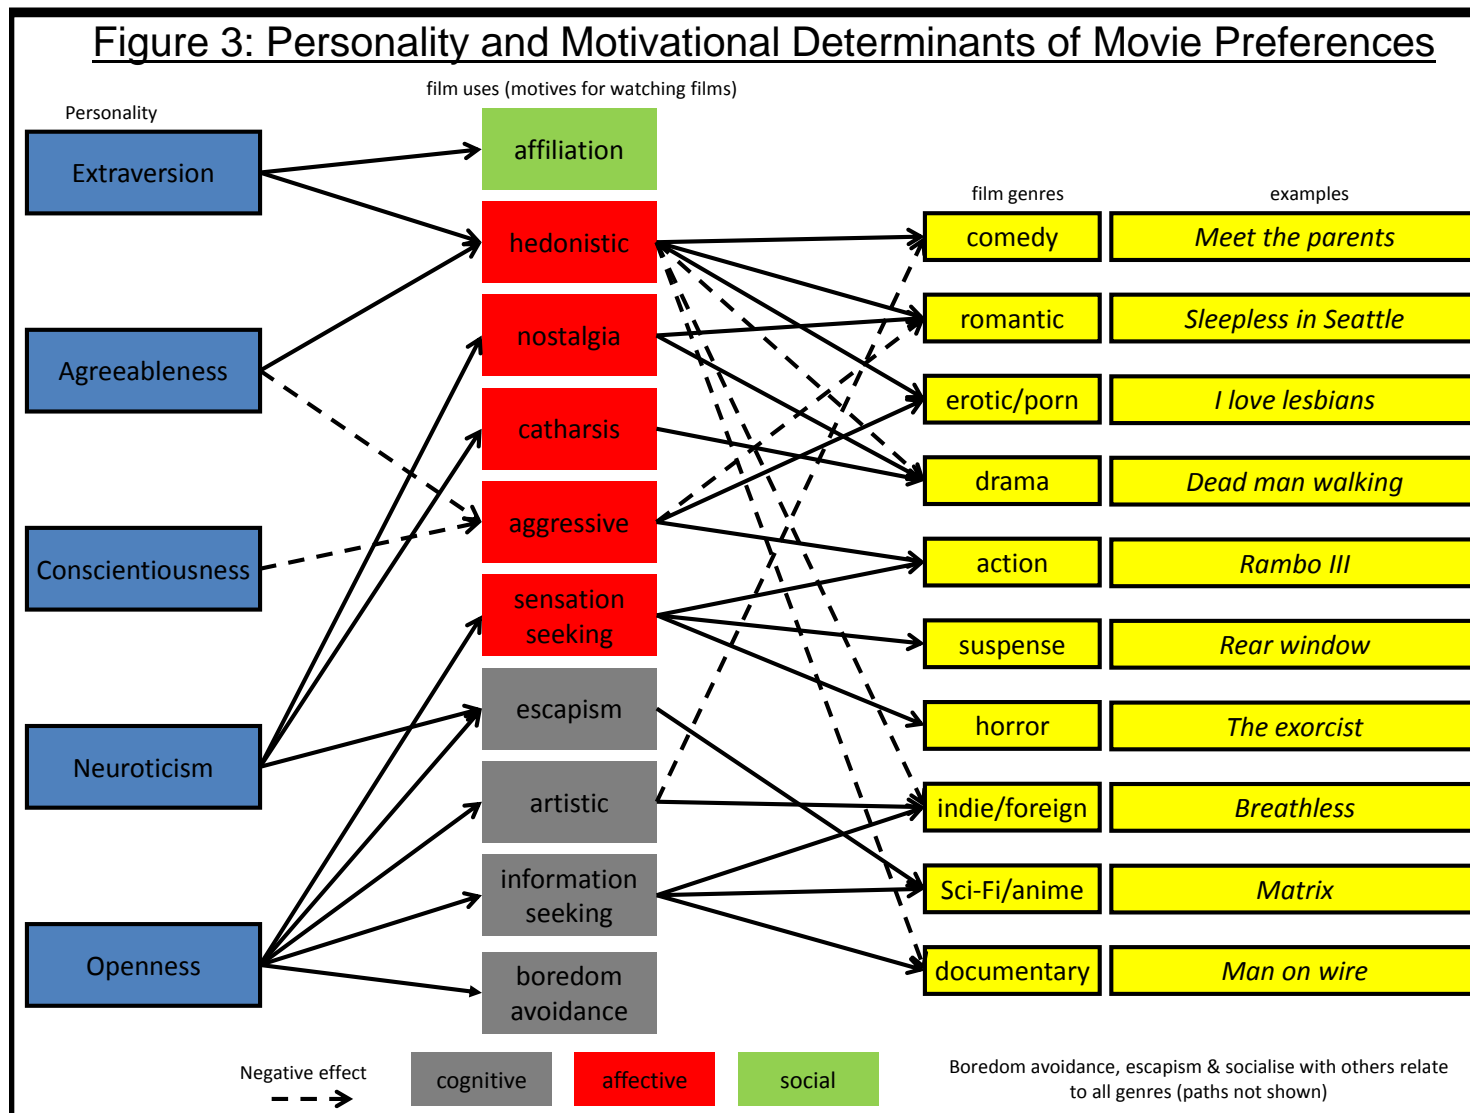 Figure 3: Personality and Motivational Determinants of Movie Preferences
film uses (motives for watching films)
Personality
Extraversion
Agreeableness
Conscientiousness
Neuroticism
Openness
affiliation
hedonistic
nostalgia
catharsis
aggressive
sensation
seeking
escapism
artistic
information
seeking
boredom
avoidance
film genres
examples
comedy
Meet the parents
romantic
Sleepless in Seattle
erotic/porn
I love lesbians
drama
Dead man walking
action
Rambo III
suspense
Rear window
horror
The exorcist
indie/foreign
Breathless
Sci-Fi/anime
Matrix
documentary
Man on wire
Negative effect
cognitive
affective
social
Boredom avoidance, escapism & socialise with others relate
to all genres (paths not shown)